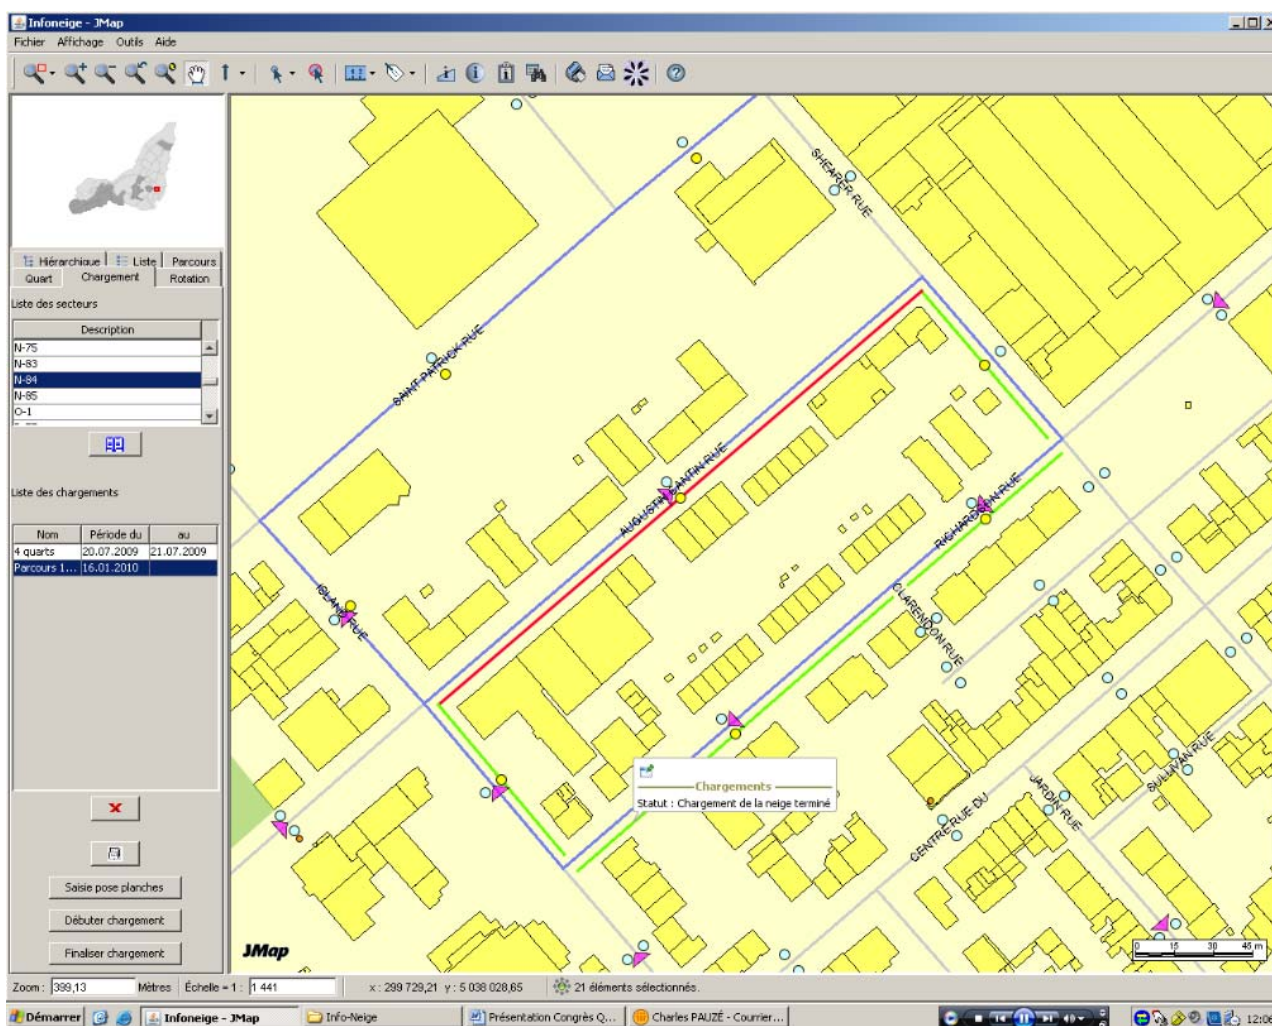 Infoneige - JMap
Fichier Affichage Outils Aide
Hiérarchique Liste Parcours
Quart Chargement Rotation
Liste des secteurs
Description
N-75
N-83
N-84
N-85
O-1
Liste des chargements
Nom Période du au
4 quarts 20.07.2009 21.07.2009
Parcours 1... 16.01.2010
Saisie pose planches
Débuter chargement
Finaliser chargement
SHEARER RUE
SAINT PATRICK RUE
AUGUSTIN CANTIN RUE
RICHARDSON RUE
ISLAND RUE
CLARENDON RUE
SULLIVAN RUE
JARDIN RUE
CENTRE RUE DU
Chargements
Statut : Chargement de la neige terminé
JMap
0 15 30 45 m
Zoom : 399,13 Mètres Échelle = 1 : 1 441 x : 299 729,21 y : 5 038 028,65 21 éléments sélectionnés.
Démarrer Infoneige - JMap Info-Neige Présentation Congrès Q... Charles PAUZÉ - Courrier... 12:06